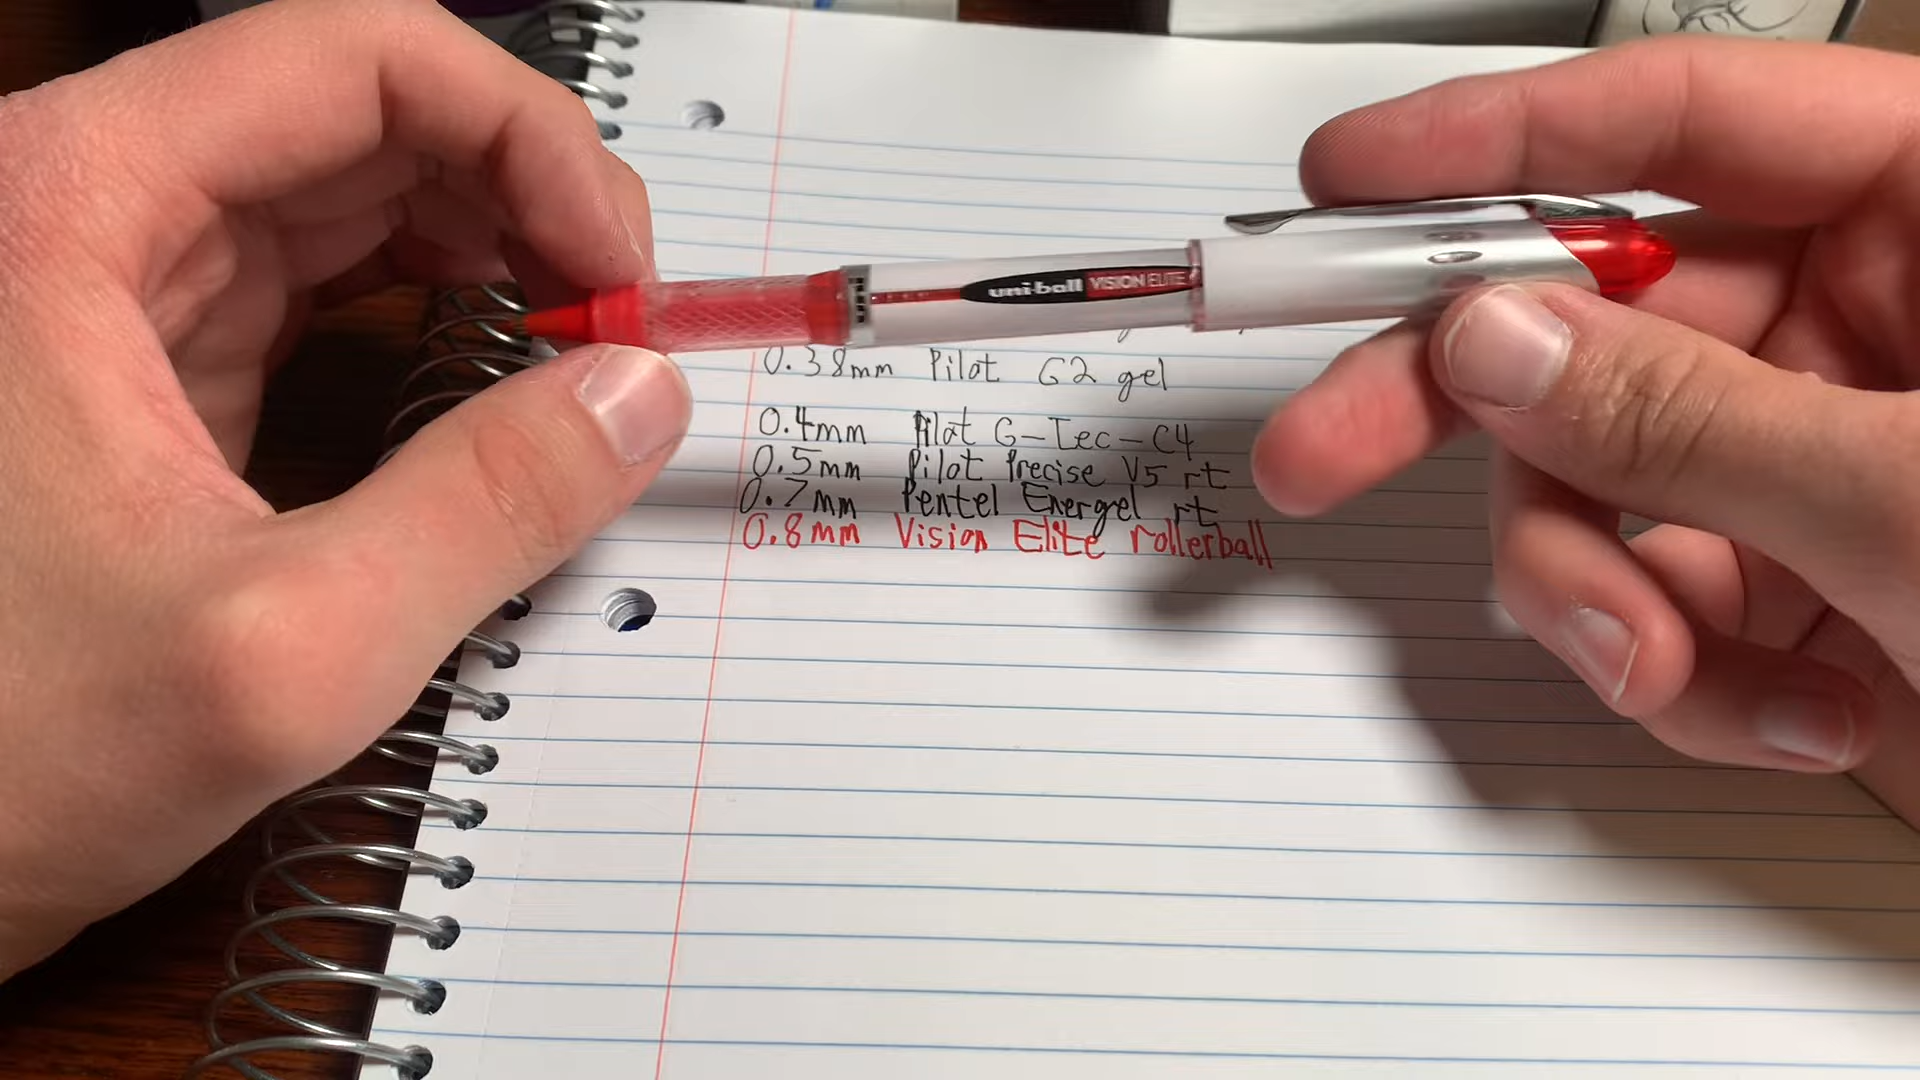 uni-ball VISION ELITE
0.38mm Pilot G2 gel
0.4mm Pilot G-Tec-C4
0.5mm Pilot Precise V5 rt
0.7mm Pentel Energel rt
0.8mm Vision Elite rollerball